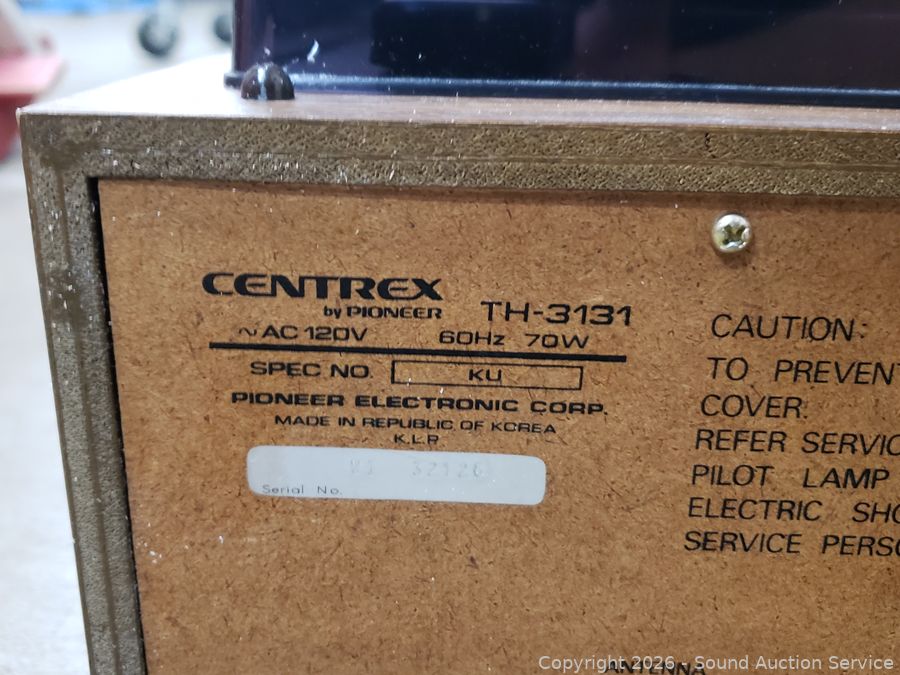 CENTREX
by PIONEER TH-3131
~AC 120V 60Hz 70W
SPEC NO. KU
PIONEER ELECTRONIC CORP.
MADE IN REPUBLIC OF KOREA
K.L.P
Serial No.
CAUTION:
TO PREVENT
COVER.
REFER SERVIC
PILOT LAMP
ELECTRIC SHO
SERVICE PERSO
ANTENNA
Copyright 2026 - Sound Auction Service